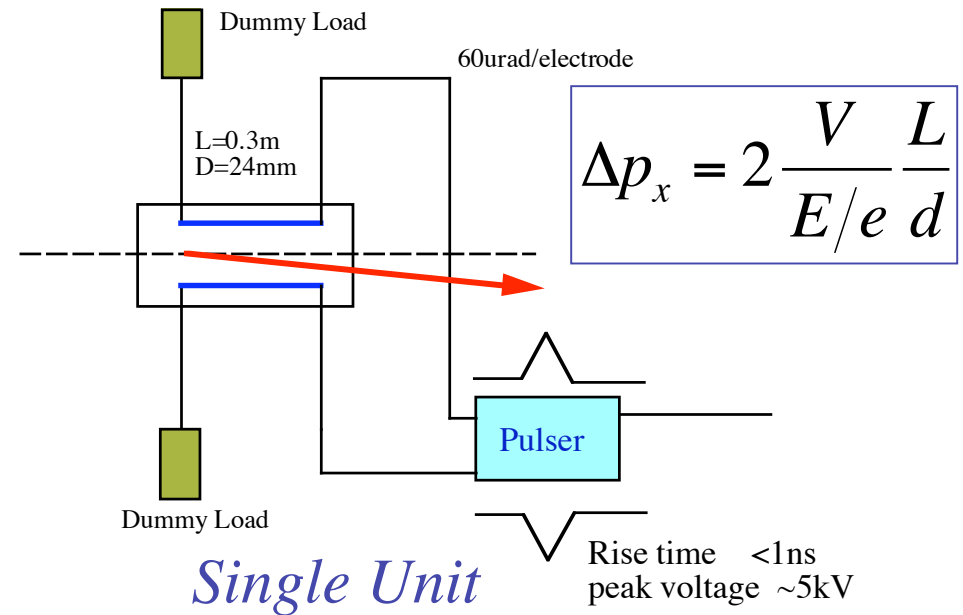 Dummy Load
60urad/electrode
L=0.3m
D=24mm
Δpₓ = 2 V/(E/e) L/d
Pulser
Dummy Load
Single Unit
Rise time <1ns
peak voltage ~5kV